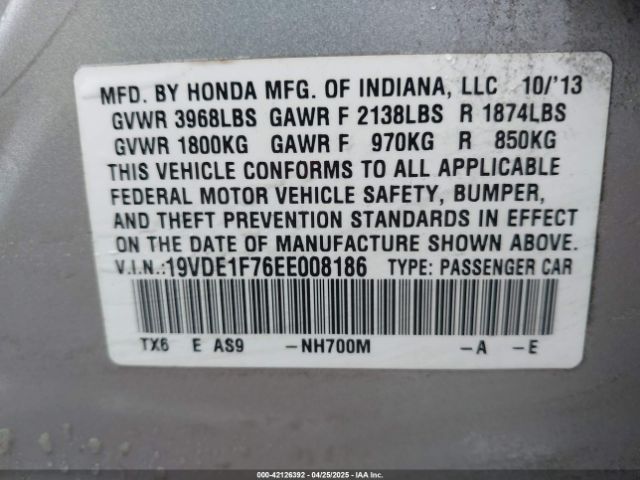 MFD. BY HONDA MFG. OF INDIANA, LLC 10/'13
GVWR 3968LBS GAWR F 2138LBS R 1874LBS
GVWR 1800KG GAWR F 970KG R 850KG
THIS VEHICLE CONFORMS TO ALL APPLICABLE
FEDERAL MOTOR VEHICLE SAFETY, BUMPER,
AND THEFT PREVENTION STANDARDS IN EFFECT
ON THE DATE OF MANUFACTURE SHOWN ABOVE.
V.I.N.:19VDE1F76EE008186 TYPE: PASSENGER CAR
TX6 E AS9 -NH700M -A -E
000-42126392 - 04/25/2025 - IAAI.COM